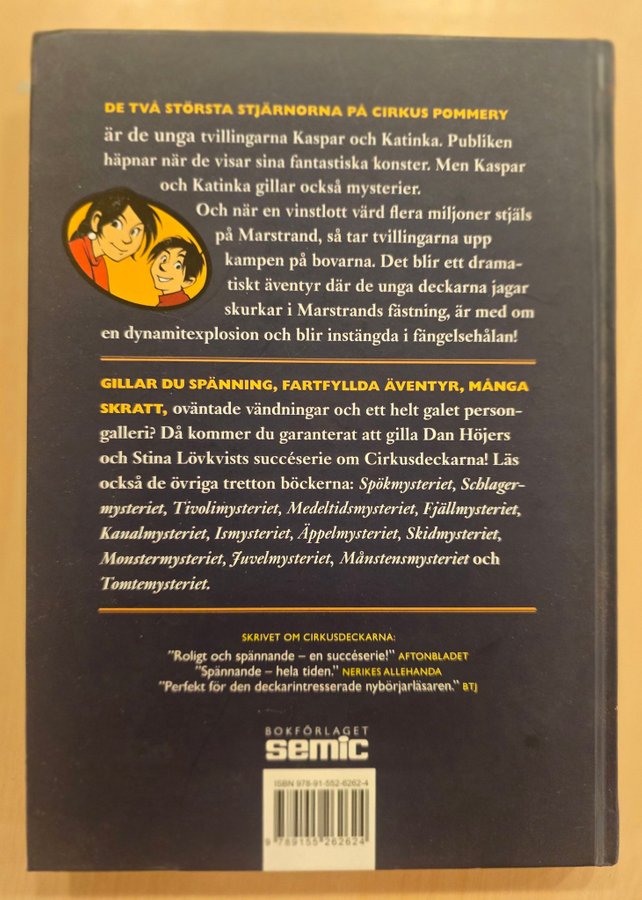 DE TVÅ STÖRSTA STJÄRNORNA PÅ CIRKUS POMMERY
är de unga tvillingarna Kaspar och Katinka. Publiken
häpnar när de visar sina fantastiska konster. Men Kaspar
och Katinka gillar också mysterier.
Och när en vinstlott värd flera miljoner stjäls
på Marstrand, så tar tvillingarna upp
kampen på bovarna. Det blir ett drama-
tiskt äventyr där de unga deckarna jagar
skurkar i Marstrands fästning, är med om
en dynamitexplosion och blir instängda i fängelsehålan!
GILLAR DU SPÄNNING, FARTFYLLDA ÄVENTYR, MÅNGA
SKRATT, oväntade vändningar och ett helt galet person-
galleri? Då kommer du garanterat att gilla Dan Höjers
och Stina Lövkvists succéserie om Cirkusdeckarna! Läs
också de övriga tretton böckerna: Spökmysteriet, Schlager-
mysteriet, Tivolimysteriet, Medeltidsmysteriet, Fjällmysteriet,
Kanalmysteriet, Ismysteriet, Äppelmysteriet, Skidmysteriet,
Monstermysteriet, Juvelmysteriet, Månstensmysteriet och
Tomtemysteriet.
SKRIVET OM CIRKUSDECKARNA:
"Roligt och spännande – en succéserie!" AFTONBLADET
"Spännande – hela tiden." NERIKES ALLEHANDA
"Perfekt för den deckarintresserade nybörjarläsaren." BTJ
BOKFÖRLAGET
semic
ISBN 978-91-552-6262-4
9 789155 262624